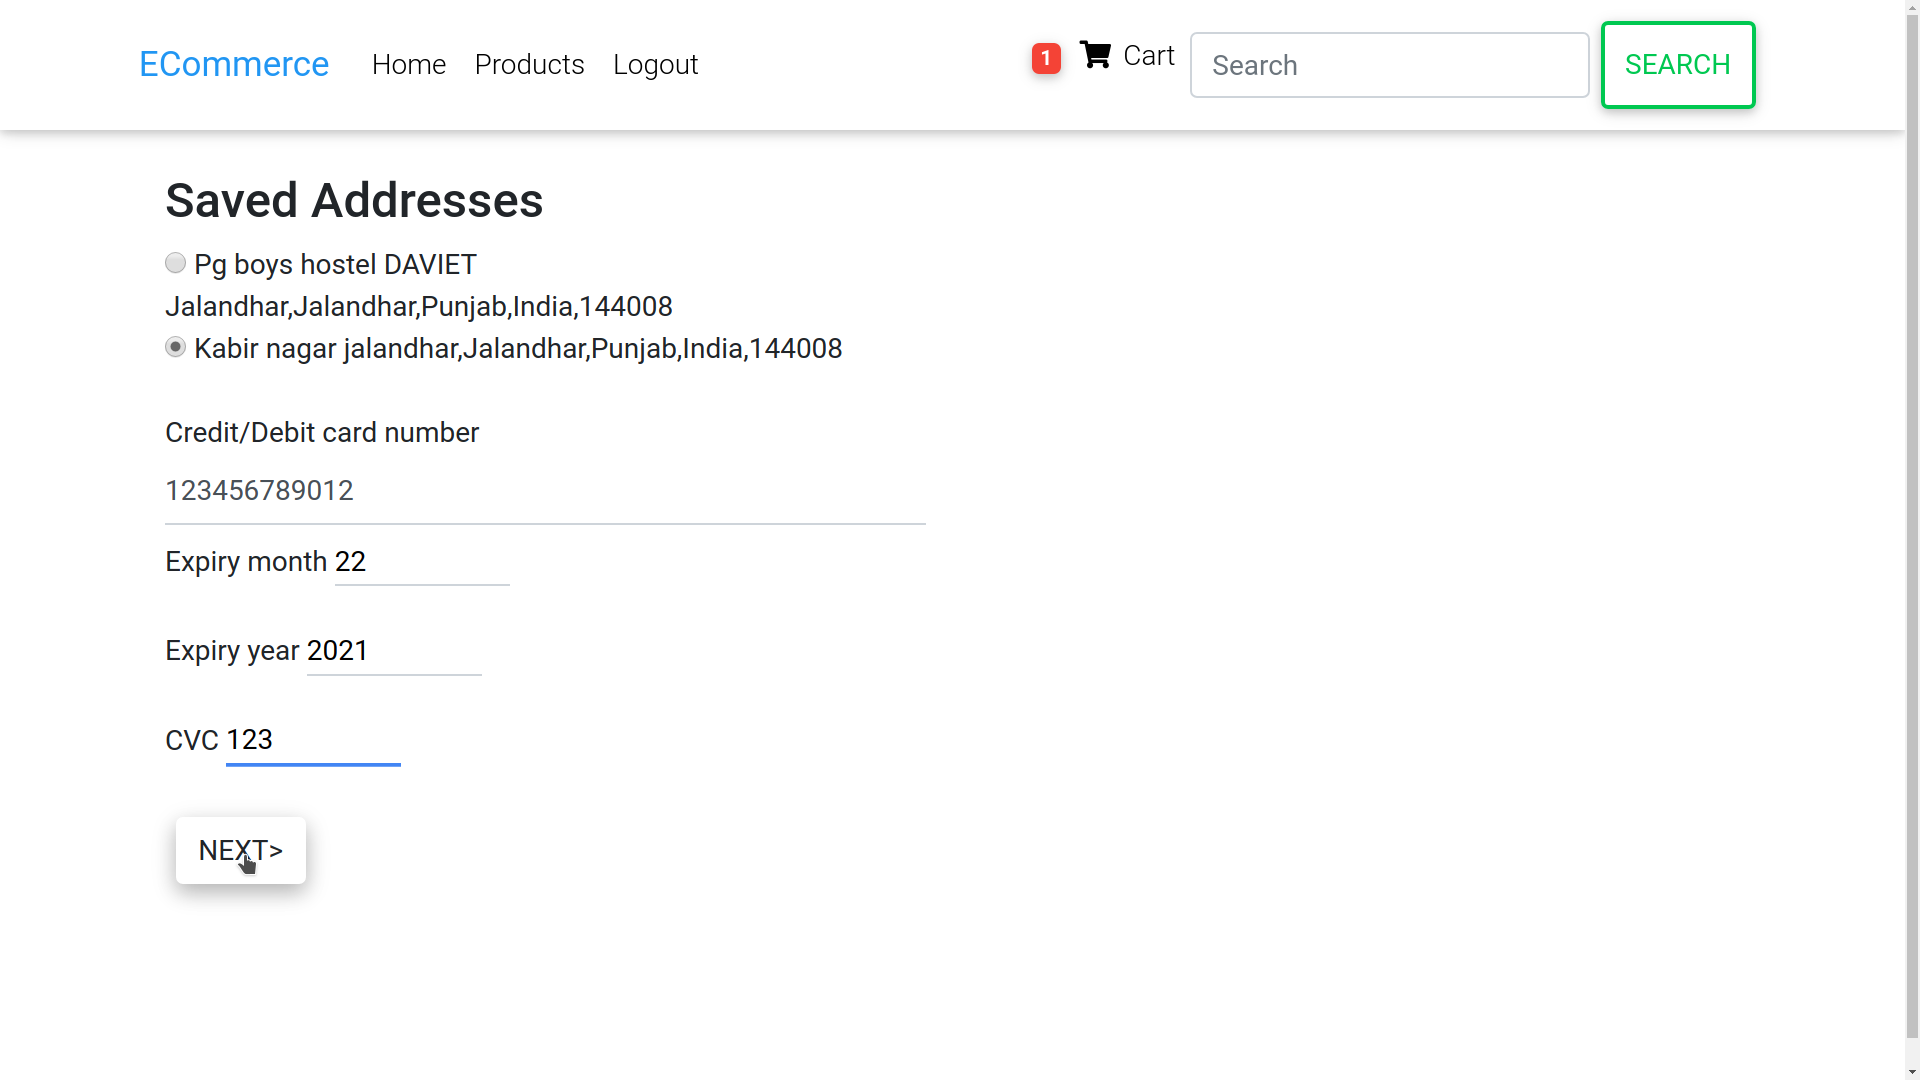 ECommerce Home Products Logout 1 Cart Search SEARCH
Saved Addresses
Pg boys hostel DAVIET
Jalandhar,Jalandhar,Punjab,India,144008
Kabir nagar jalandhar,Jalandhar,Punjab,India,144008
Credit/Debit card number
123456789012
Expiry month 22
Expiry year 2021
CVC 123
NEXT>